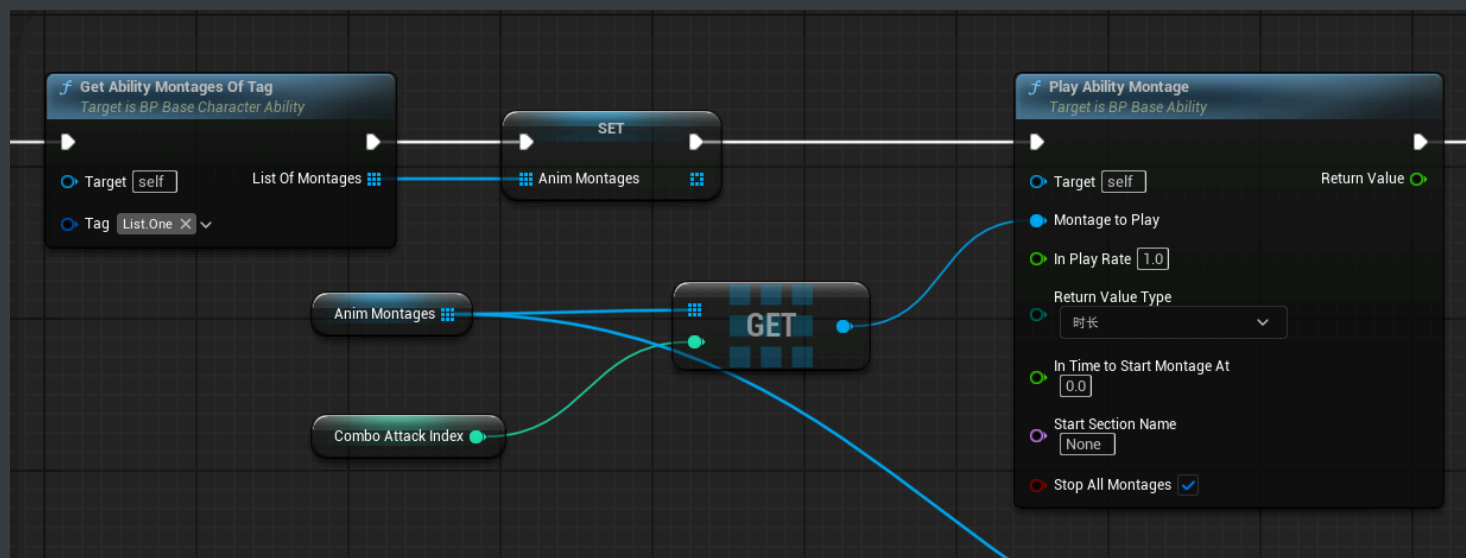 f Get Ability Montages Of Tag
Target is BP Base Character Ability
Target self
List Of Montages
Tag List.One
SET
Anim Montages
Anim Montages
GET
Combo Attack Index
f Play Ability Montage
Target is BP Base Ability
Target self
Return Value
Montage to Play
In Play Rate 1.0
Return Value Type
时长
In Time to Start Montage At
0.0
Start Section Name
None
Stop All Montages